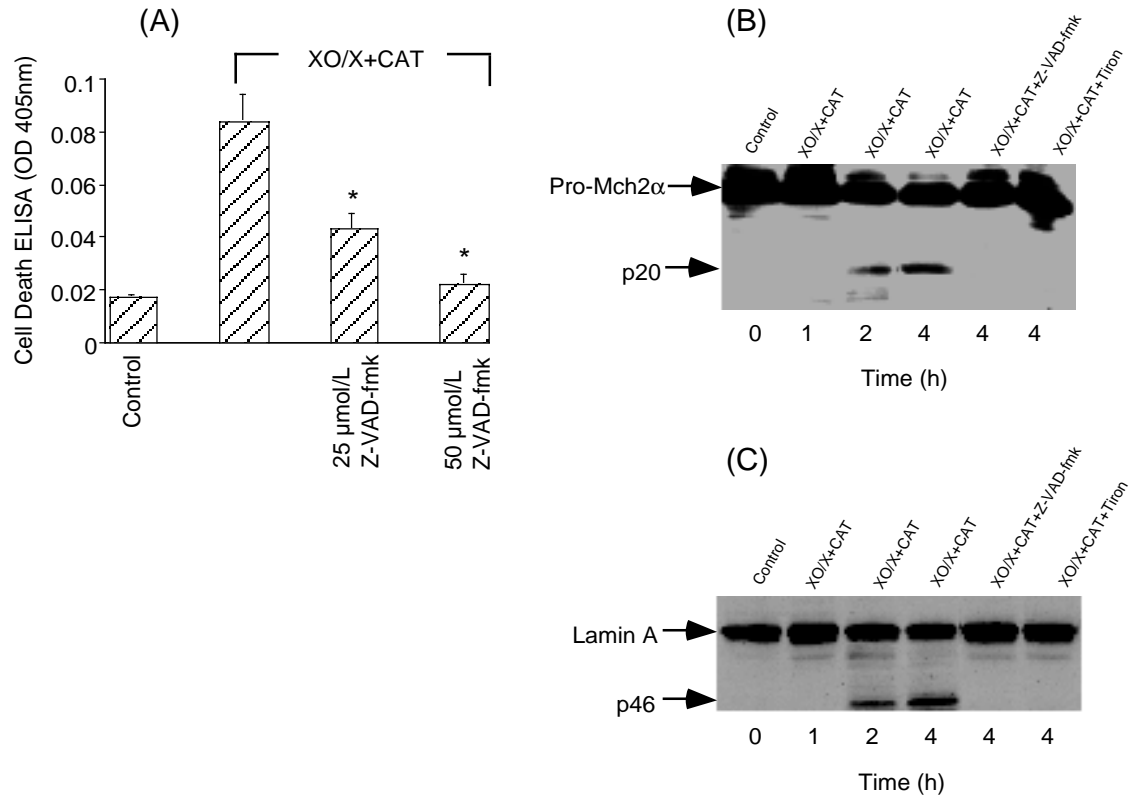 (A)
XO/X+CAT
Cell Death ELISA (OD 405nm)
0.1
0.08
0.06
0.04
0.02
0
*
*
Control
25 µmol/L
Z-VAD-fmk
50 µmol/L
Z-VAD-fmk
(B)
Control
XO/X+CAT
XO/X+CAT
XO/X+CAT
XO/X+CAT+Z-VAD-fmk
XO/X+CAT+Tiron
Pro-Mch2α
p20
0 1 2 4 4 4
Time (h)
(C)
Control
XO/X+CAT
XO/X+CAT
XO/X+CAT
XO/X+CAT+Z-VAD-fmk
XO/X+CAT+Tiron
Lamin A
p46
0 1 2 4 4 4
Time (h)